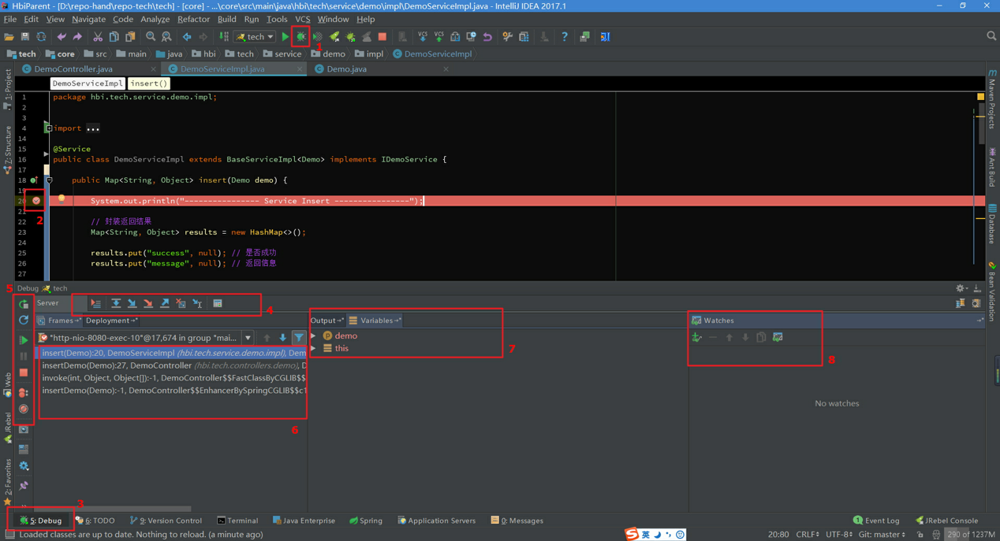 HbiParent - [D:\repo-hand\repo-tech\tech] - [core] - ...\core\src\main\java\hbi\tech\service\demo\impl\DemoServiceImpl.java - IntelliJ IDEA 2017.1
File Edit View Navigate Code Analyze Refactor Build Run Tools VCS Window Help
tech
VCS VCS
1
tech core src main java hbi tech service demo impl DemoServiceImpl
DemoController.java DemoServiceImpl.java Demo.java
DemoServiceImpl insert()
1 package hbi.tech.service.demo.impl;
2
3
4 import ...
14
15 @Service
16 public class DemoServiceImpl extends BaseServiceImpl<Demo> implements IDemoService {
17
18 public Map<String, Object> insert(Demo demo) {
19
20 System.out.println("---------------- Service Insert ----------------");
21
2
22 // 封装返回结果
23 Map<String, Object> results = new HashMap<>();
24
25 results.put("success", null); // 是否成功
26 results.put("message", null); // 返回信息
27
1: Project
Z: Structure
Web
JRebel
2: Favorites
Maven Projects
Ant Build
Database
Bean Validation
Debug tech
5
Server
4
Frames Deployment
"http-nio-8080-exec-10"@17,674 in group "mai...
insert(Demo):20, DemoServiceImpl (hbi.tech.service.demo.impl), Dem
insertDemo(Demo):27, DemoController (hbi.tech.controllers.demo), D
invoke(int, Object, Object[]):-1, DemoController$$FastClassByCGLIB$$
insertDemo(Demo):-1, DemoController$$EnhancerBySpringCGLIB$$c1
6
Output Variables
demo
this
7
Watches
8
No watches
3
5: Debug 6: TODO 9: Version Control Terminal Java Enterprise Spring Application Servers 0: Messages 1 Event Log JRebel Console
Loaded classes are up to date. Nothing to reload. (a minute ago)
S 英
20:80 CRLF UTF-8 Git: master 290 of 1237M